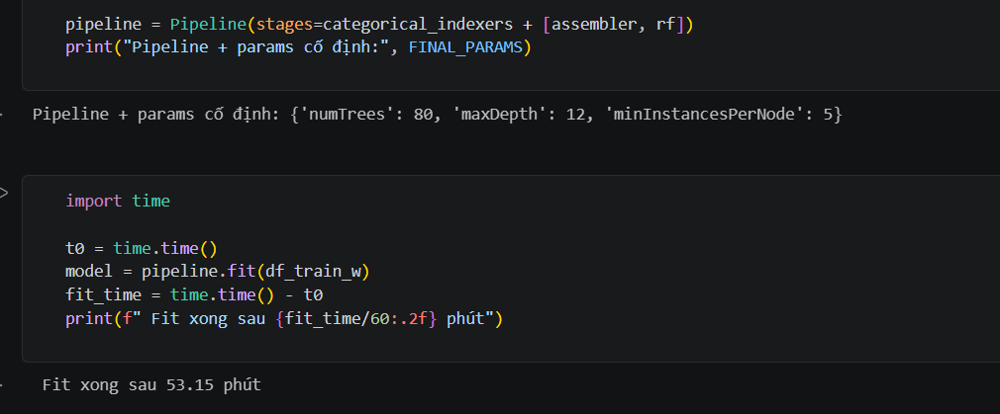 pipeline = Pipeline(stages=categorical_indexers + [assembler, rf])
print("Pipeline + params cố định:", FINAL_PARAMS)
Pipeline + params cố định: {'numTrees': 80, 'maxDepth': 12, 'minInstancesPerNode': 5}
import time
t0 = time.time()
model = pipeline.fit(df_train_w)
fit_time = time.time() - t0
print(f" Fit xong sau {fit_time/60:.2f} phút")
Fit xong sau 53.15 phút